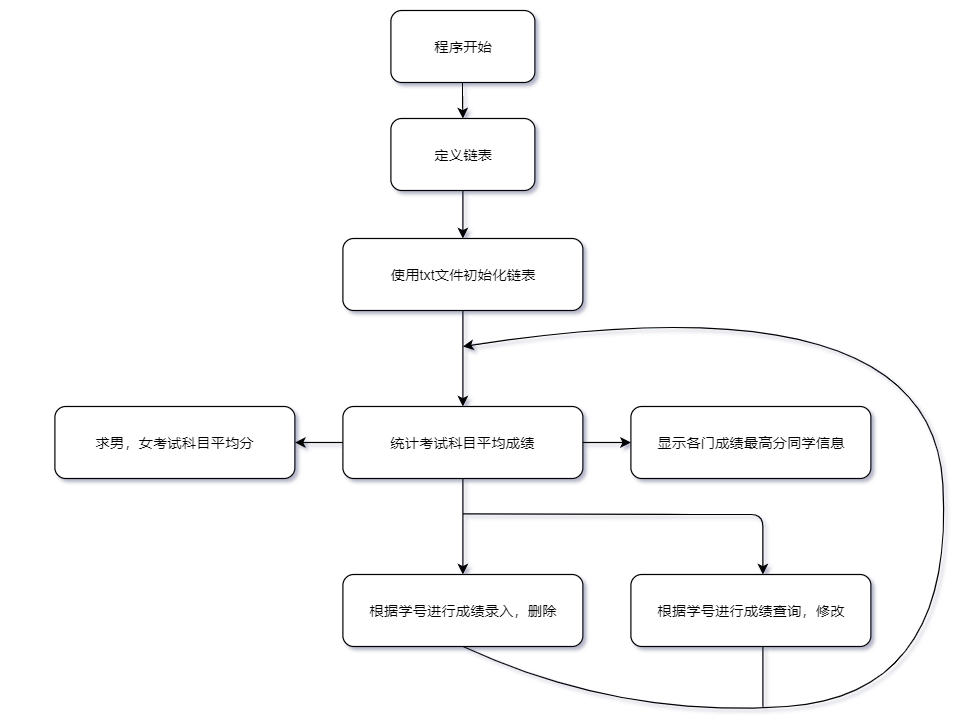 程序开始
定义链表
使用txt文件初始化链表
求男，女考试科目平均分
统计考试科目平均成绩
显示各门成绩最高分同学信息
根据学号进行成绩录入，删除
根据学号进行成绩查询，修改